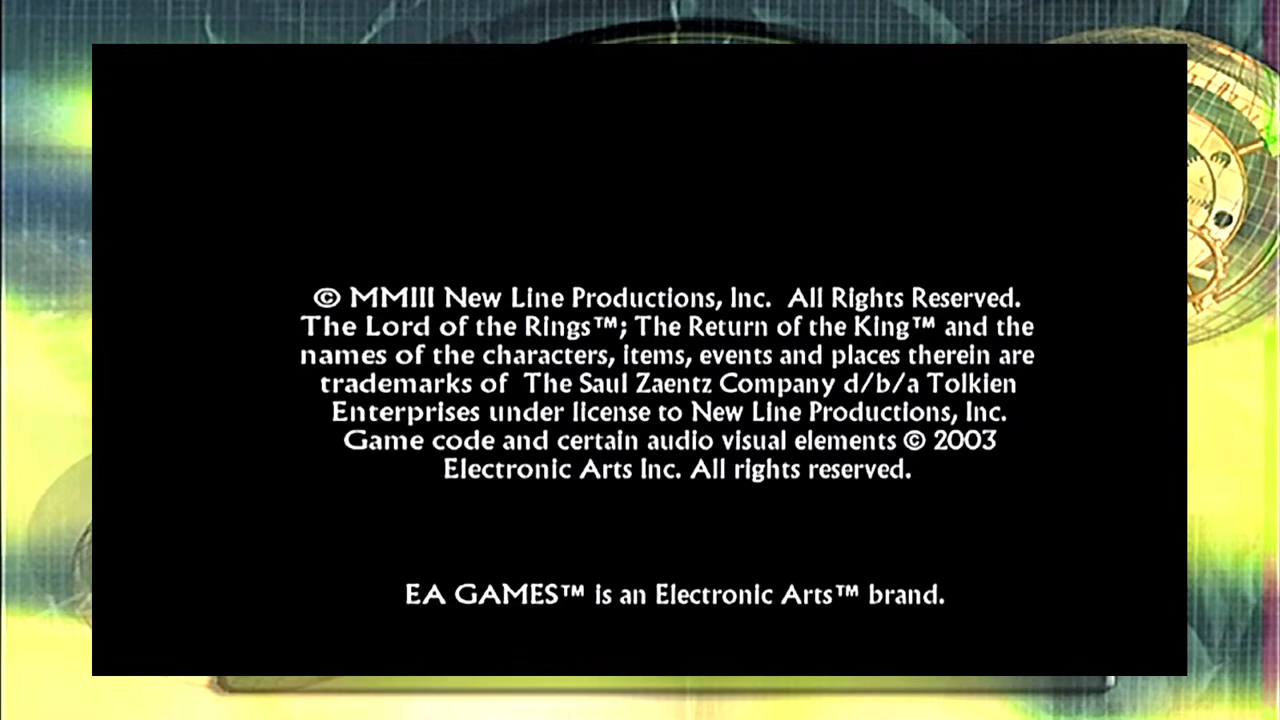 © MMIII New Line Productions, Inc.  All Rights Reserved.
The Lord of the Rings™; The Return of the King™ and the
names of the characters, items, events and places therein are
trademarks of  The Saul Zaentz Company d/b/a Tolkien
Enterprises under license to New Line Productions, Inc.
Game code and certain audio visual elements © 2003
Electronic Arts Inc. All rights reserved.
EA GAMES™ is an Electronic Arts™ brand.